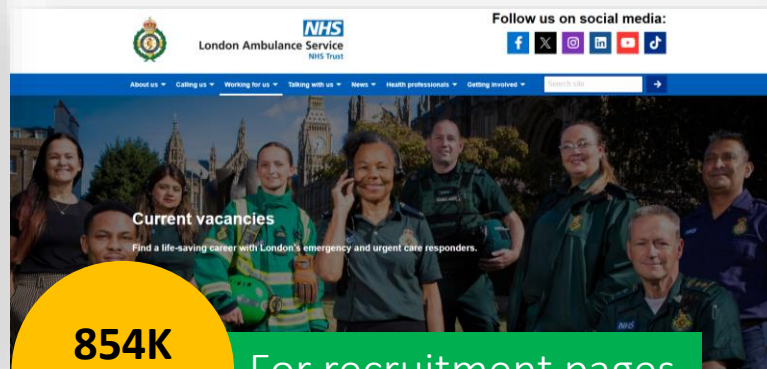 Follow us on social media:
NHS
London Ambulance Service
NHS Trust
About us
Calling us
Working for us
Talking with us
News
Health professionals
Getting involved
Search site
Current vacancies
Find a life-saving career with London's emergency and urgent care responders.
NHS
854K
For recruitment pages